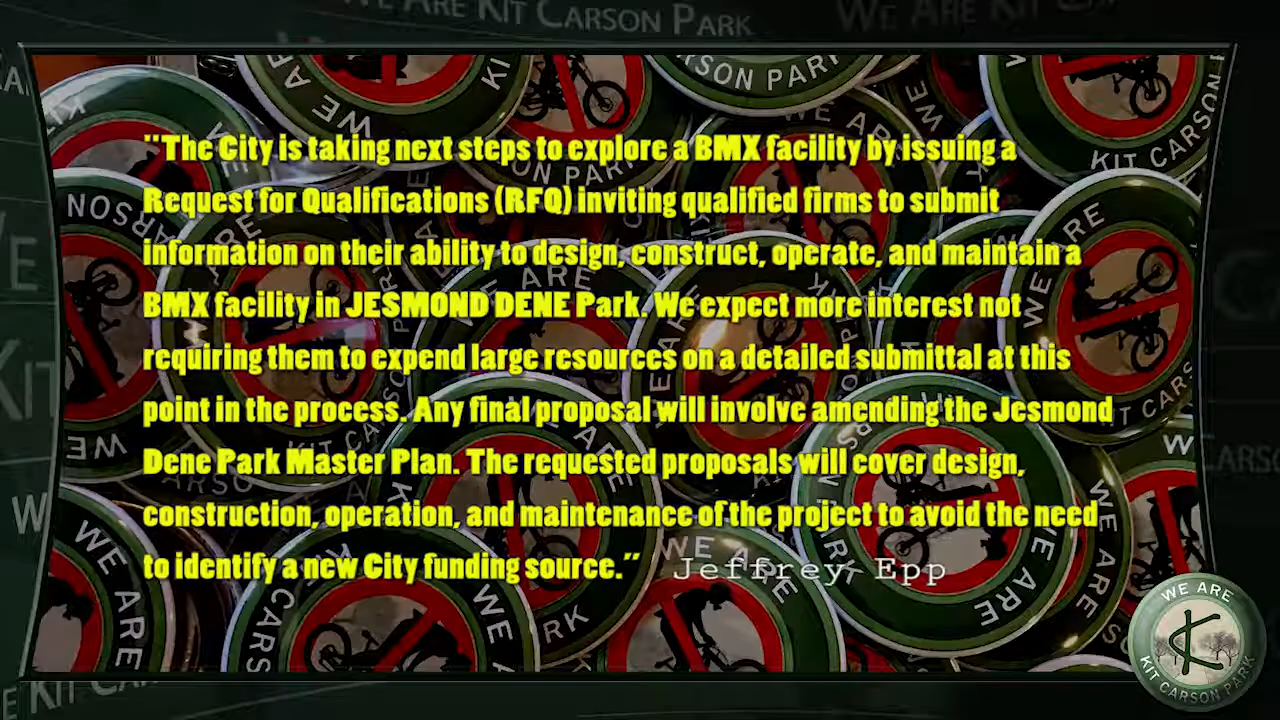 WE ARE KIT CARSON PARK
"The City is taking next steps to explore a BMX facility by issuing a
Request for Qualifications (RFQ) inviting qualified firms to submit
information on their ability to design, construct, operate, and maintain a
BMX facility in JESMOND DENE Park. We expect more interest not
requiring them to expend large resources on a detailed submittal at this
point in the process. Any final proposal will involve amending the Jesmond
Dene Park Master Plan. The requested proposals will cover design,
construction, operation, and maintenance of the project to avoid the need
to identify a new City funding source.” Jeffrey Epp
WE ARE
KIT CARSON PARK